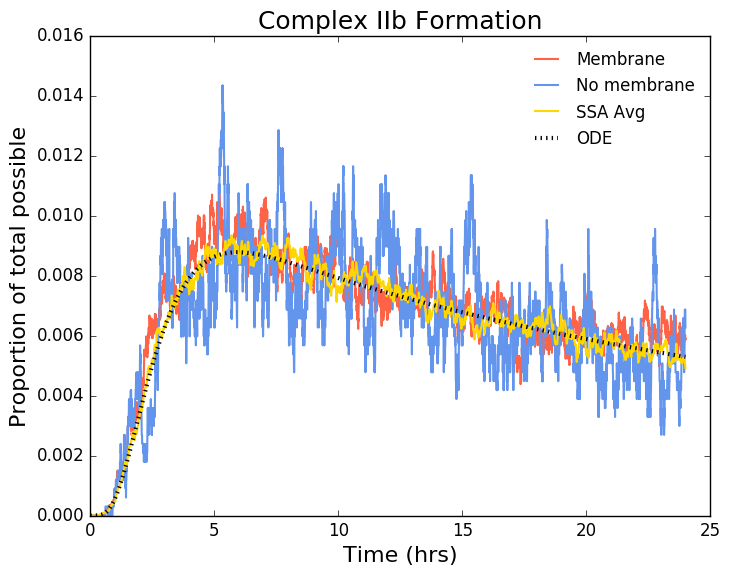 Complex IIb Formation
0.016
0.014
0.012
0.010
0.008
0.006
0.004
0.002
0.000
Proportion of total possible
Membrane
No membrane
SSA Avg
ODE
0 5 10 15 20 25
Time (hrs)